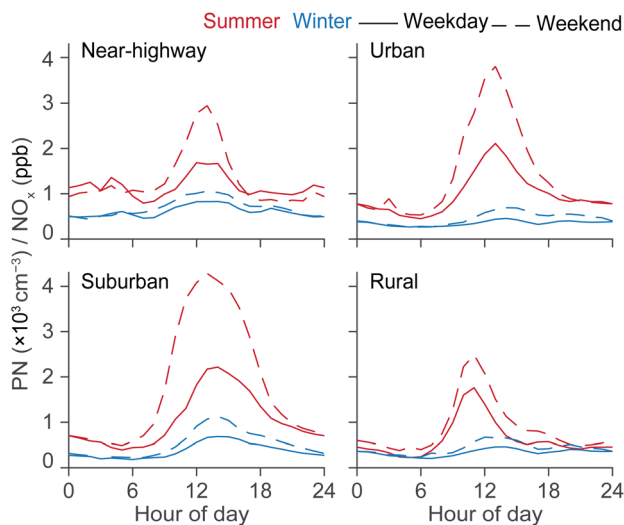 Summer Winter Weekday Weekend
Near-highway
Urban
4
3
2
1
0
Suburban
Rural
4
3
2
1
0
0 6 12 18 24
0 6 12 18 24
Hour of day
Hour of day
PN (×10³ cm⁻³) / NOₓ (ppb)